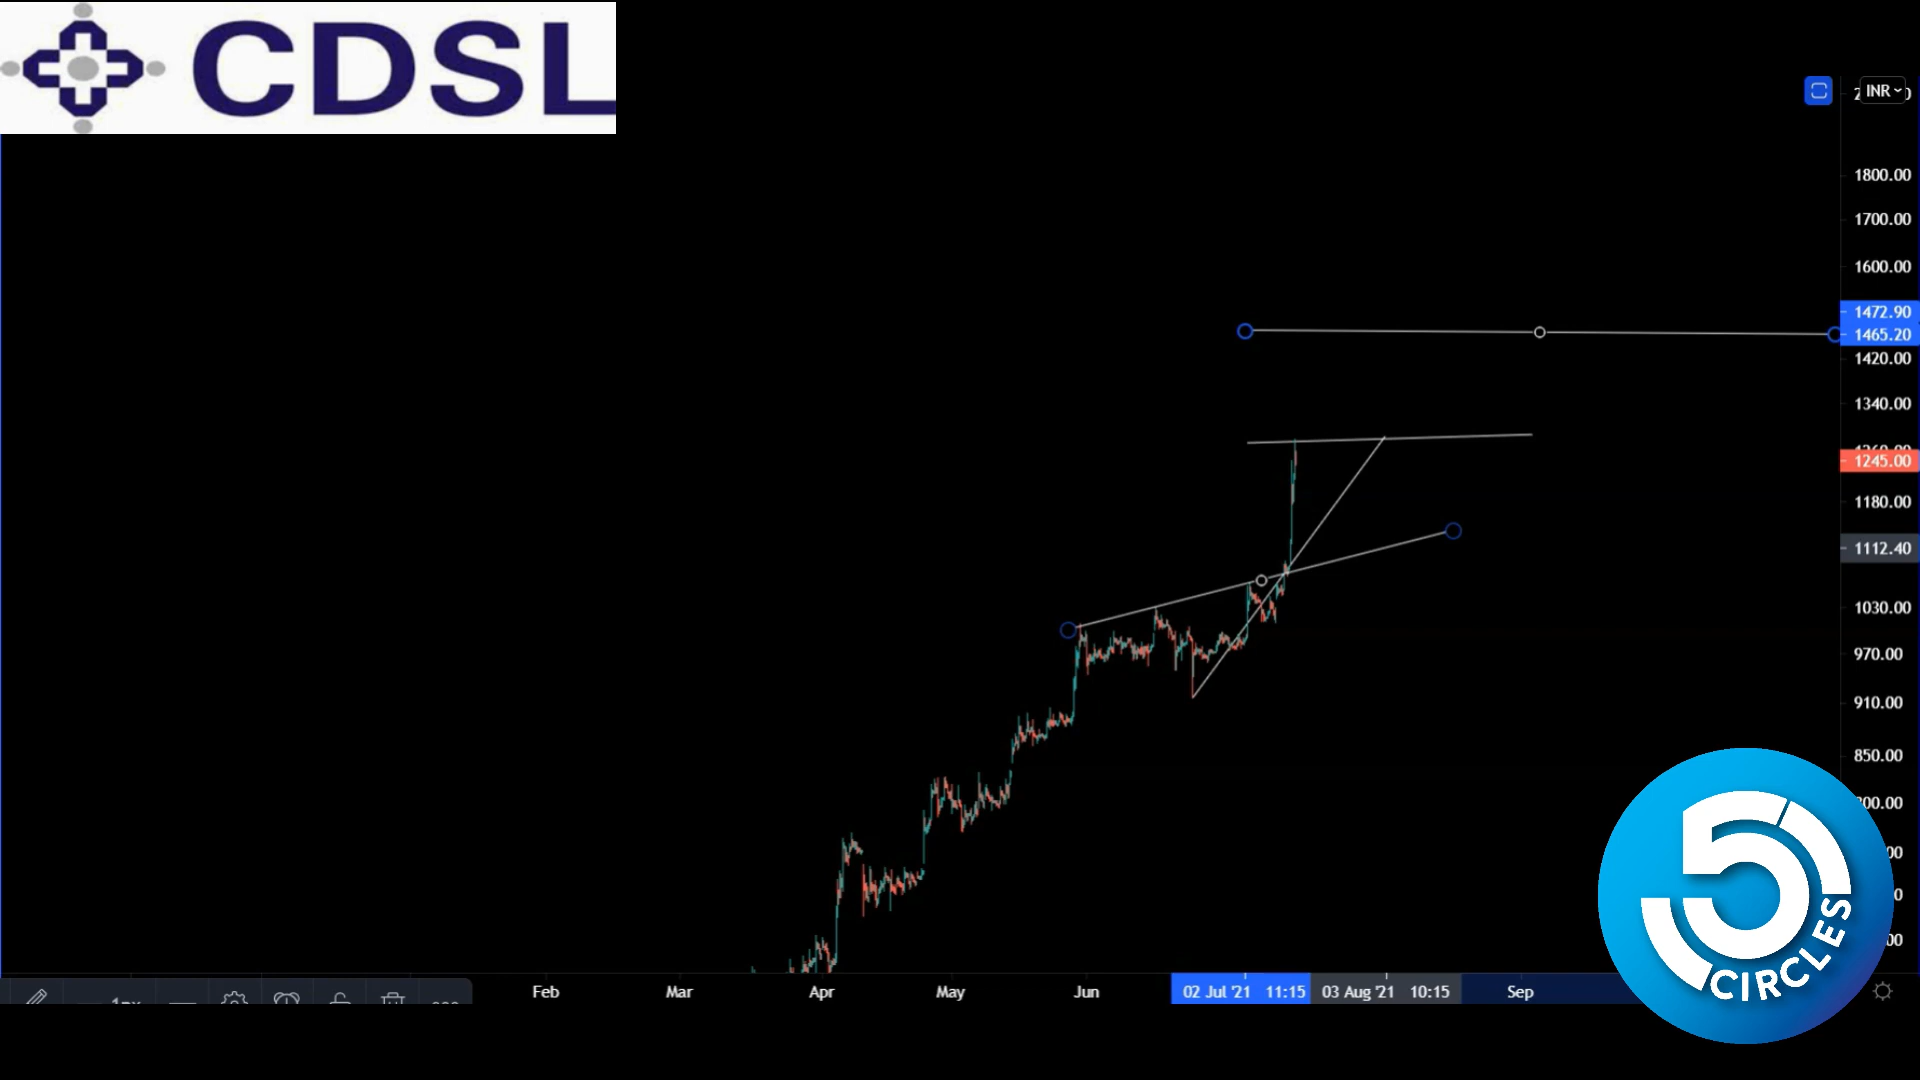 CDSL
INR
1800.00
1700.00
1600.00
1472.90
1465.20
1420.00
1340.00
1245.00
1180.00
1112.40
1030.00
970.00
910.00
850.00
Feb
Mar
Apr
May
Jun
02 Jul '21 11:15
03 Aug '21 10:15
Sep
5
CIRCLES